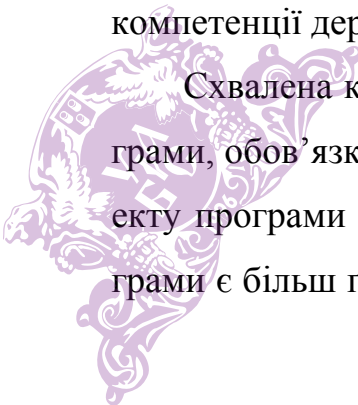 компетенції дер
Схвалена к
грами, обов’язк
екту програми
грами є більш п